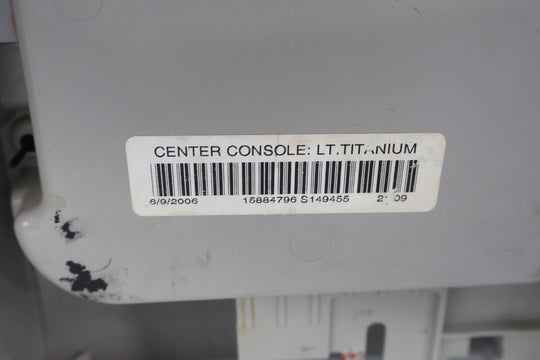 CENTER CONSOLE: LT.TITANIUM
6/9/2006 15884796 S149455